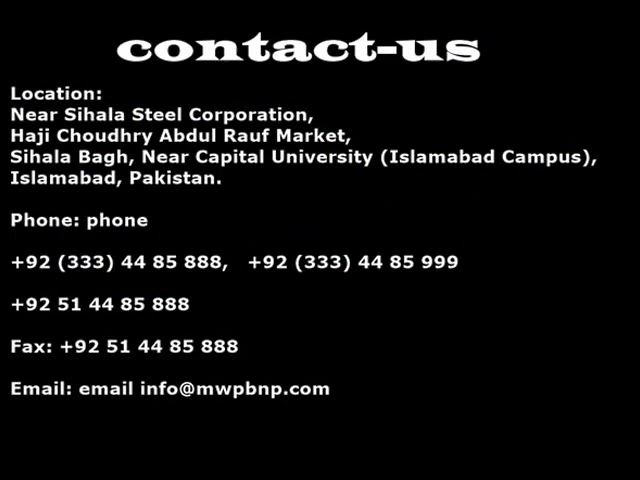 contact-us
Location:
Near Sihala Steel Corporation,
Haji Choudhry Abdul Rauf Market,
Sihala Bagh, Near Capital University (Islamabad Campus),
Islamabad, Pakistan.
Phone: phone
+92 (333) 44 85 888,   +92 (333) 44 85 999
+92 51 44 85 888
Fax: +92 51 44 85 888
Email: email info@mwpbnp.com